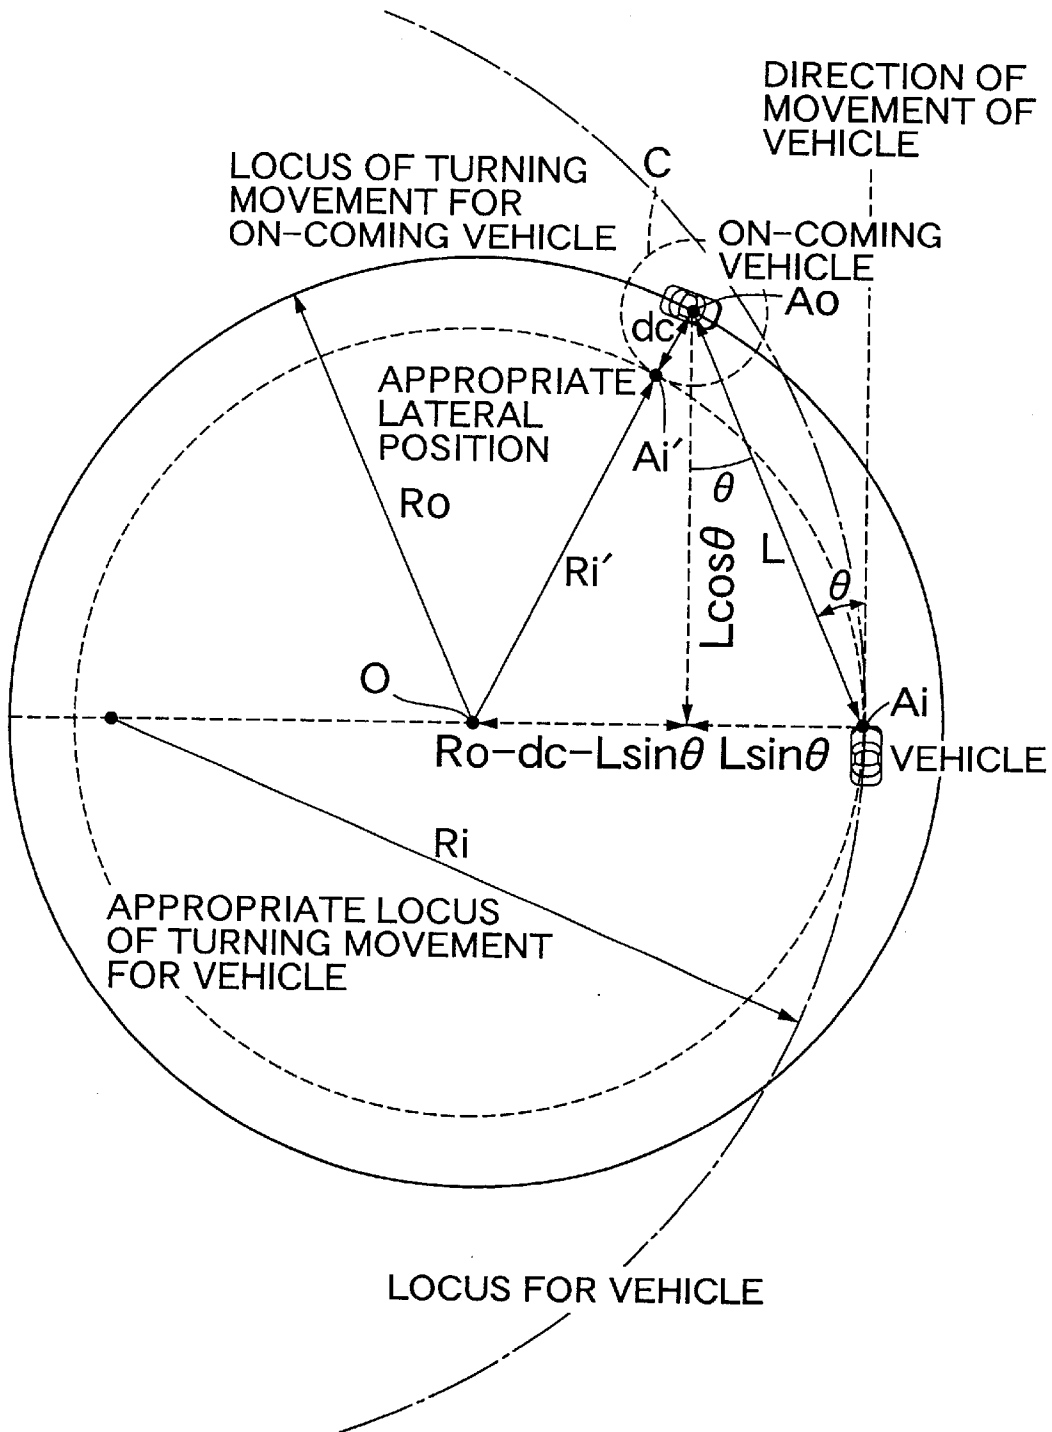 DIRECTION OF
MOVEMENT OF
VEHICLE
LOCUS OF TURNING
MOVEMENT FOR
ON-COMING VEHICLE
C
ON-COMING
VEHICLE
Ao
dc
APPROPRIATE
LATERAL
POSITION
Ai′
θ
Ro
Ri′
Lcosθ
L
θ
O
Ai
Ro-dc-Lsinθ Lsinθ
VEHICLE
Ri
APPROPRIATE LOCUS
OF TURNING MOVEMENT
FOR VEHICLE
LOCUS FOR VEHICLE